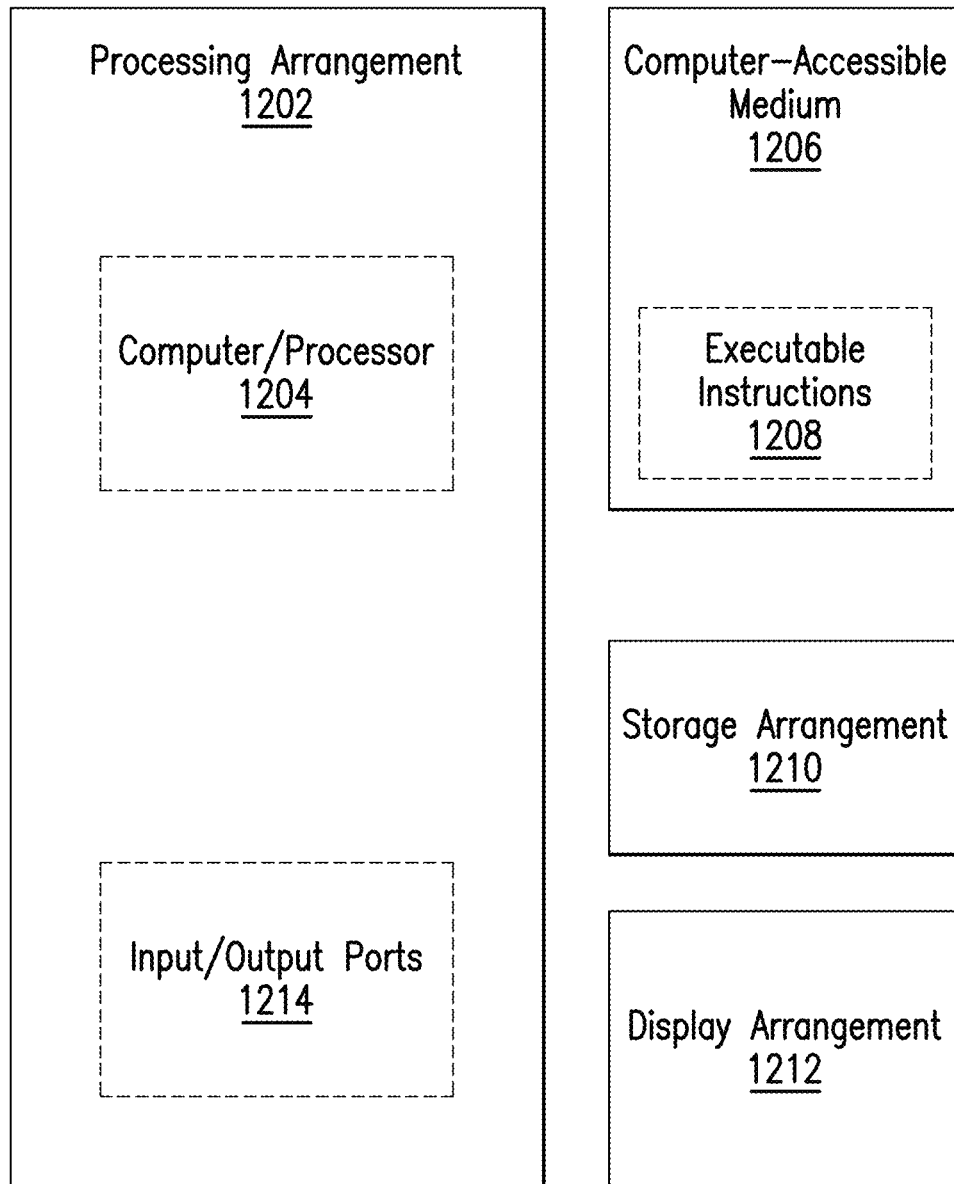 Processing Arrangement
1202
Computer/Processor
1204
Input/Output Ports
1214
Computer-Accessible
Medium
1206
Executable
Instructions
1208
Storage Arrangement
1210
Display Arrangement
1212